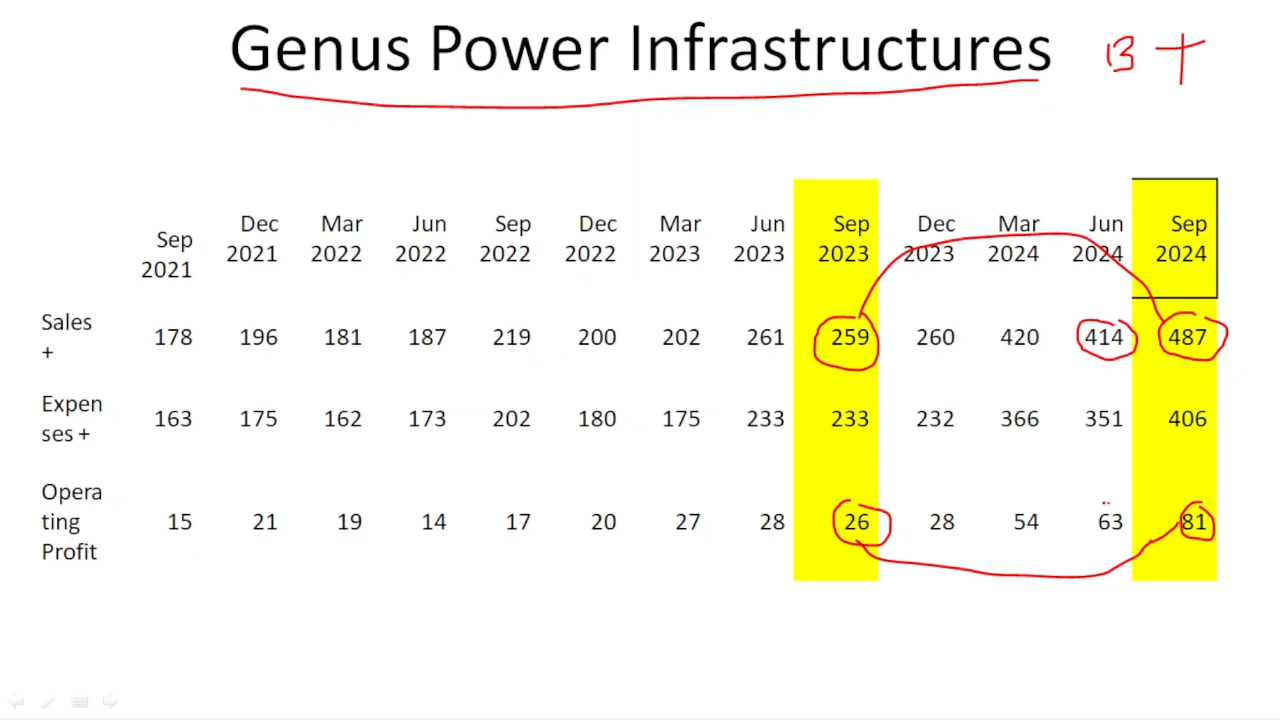 Genus Power Infrastructures B +
Sep 2021 Dec 2021 Mar 2022 Jun 2022 Sep 2022 Dec 2022 Mar 2023 Jun 2023 Sep 2023 Dec 2023 Mar 2024 Jun 2024 Sep 2024
Sales + 178 196 181 187 219 200 202 261 259 260 420 414 487
Expenses + 163 175 162 173 202 180 175 233 233 232 366 351 406
Operating Profit 15 21 19 14 17 20 27 28 26 28 54 63 81